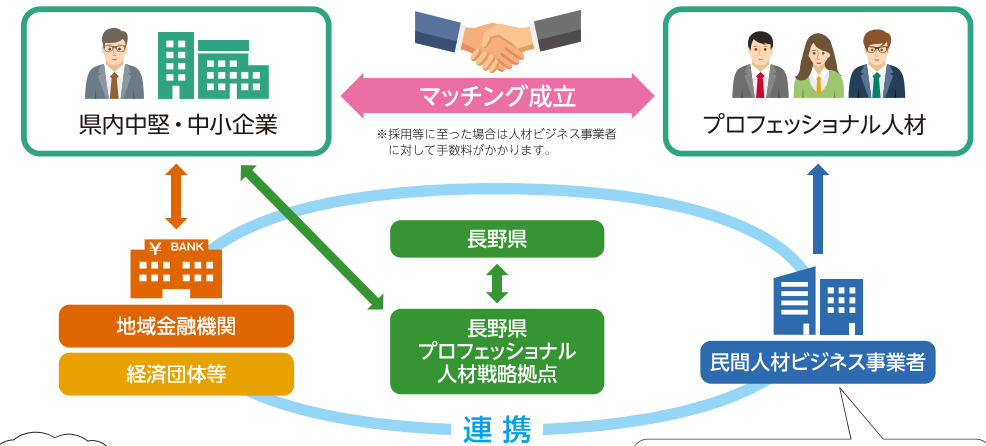 県内中堅・中小企業
マッチング成立
※採用等に至った場合は人材ビジネス事業者
に対して手数料がかかります。
プロフェッショナル人材
¥ BANK
地域金融機関
経済団体等
長野県
長野県
プロフェッショナル
人材戦略拠点
民間人材ビジネス事業者
連携